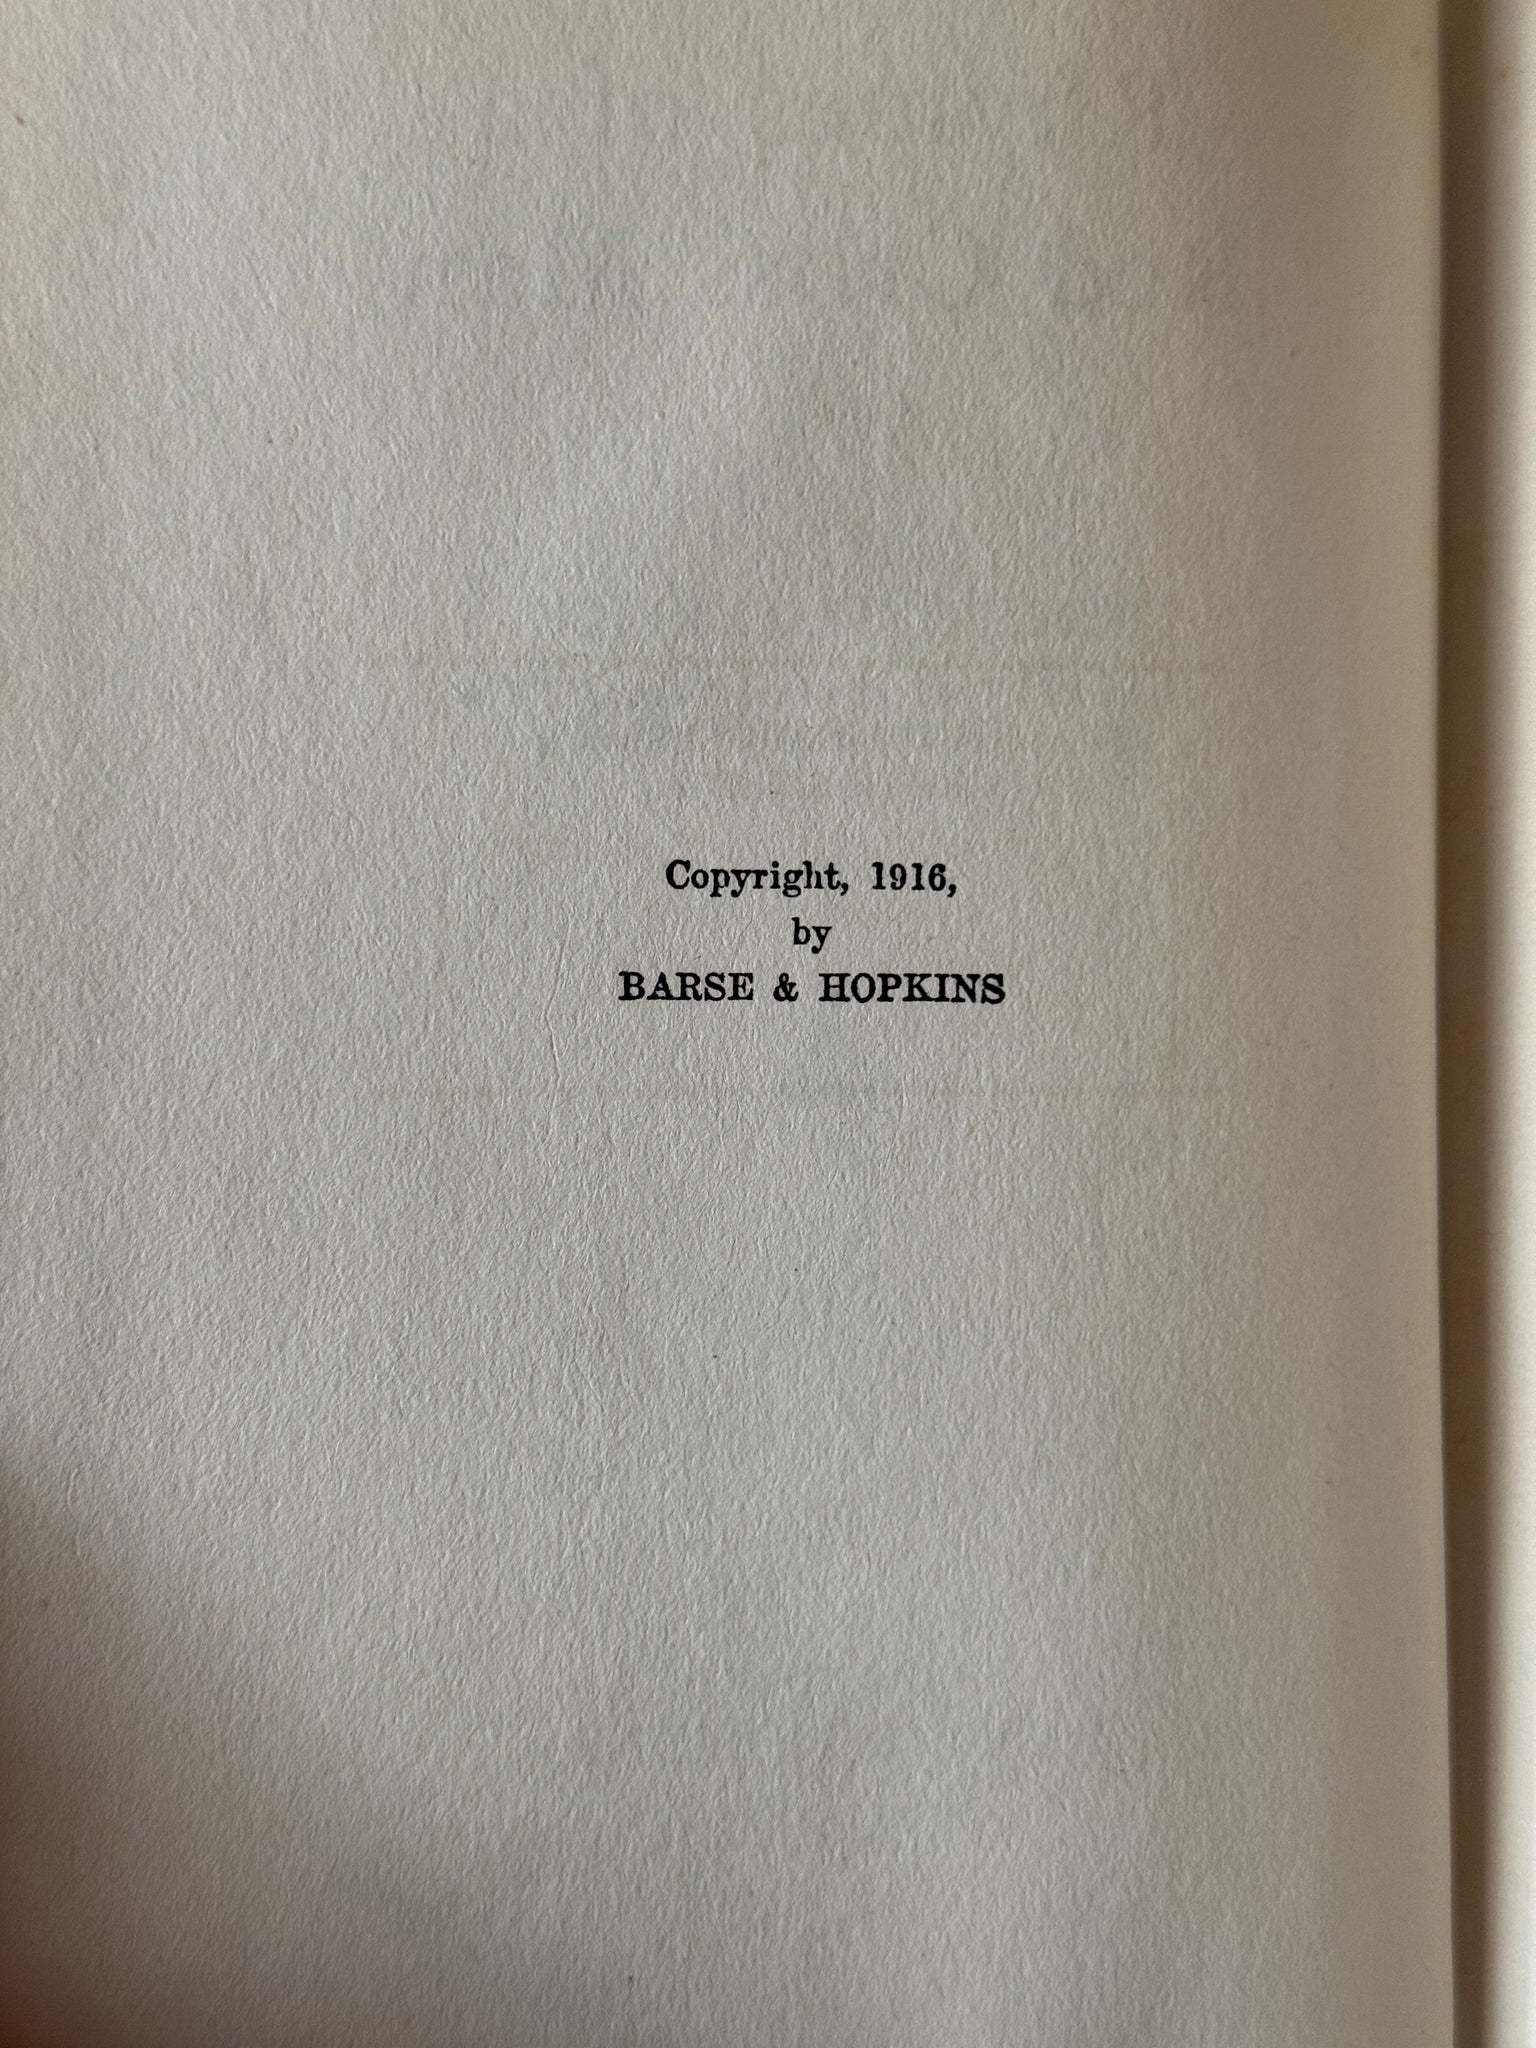 Copyright, 1916,
by
BARSE & HOPKINS